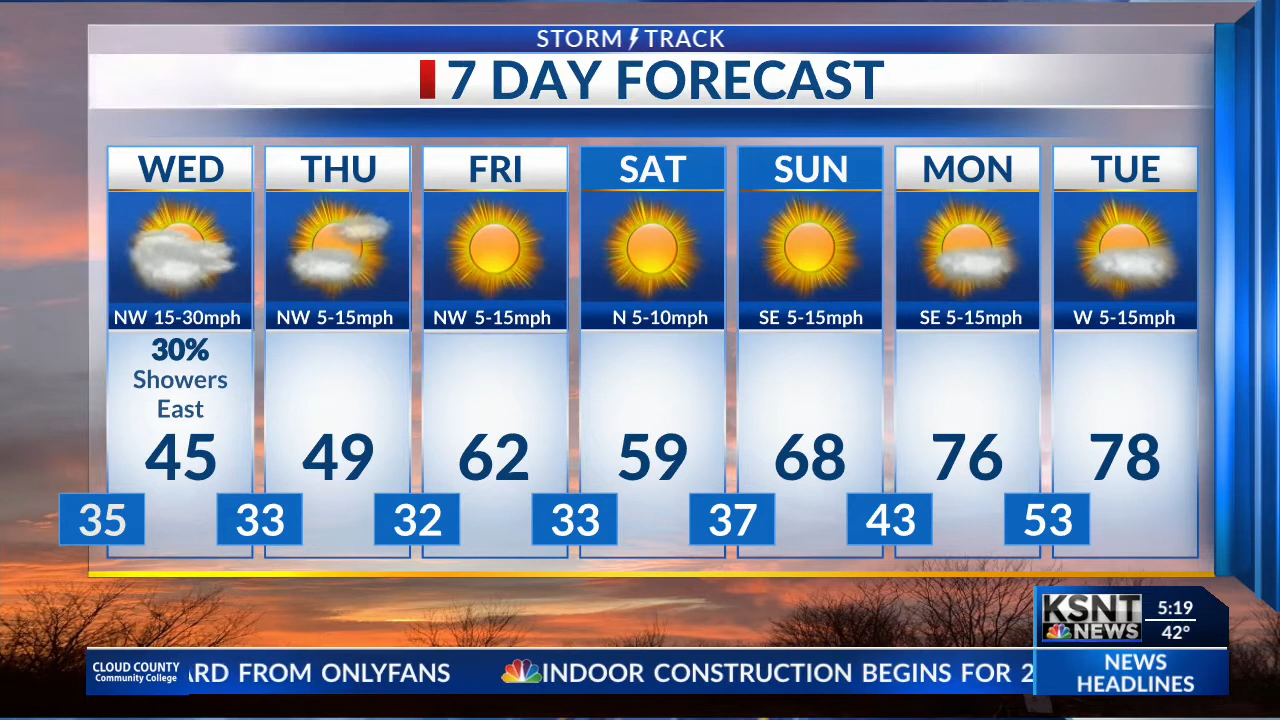 STORM TRACK
7 DAY FORECAST
WED THU FRI SAT SUN MON TUE
NW 15-30mph NW 5-15mph NW 5-15mph N 5-10mph SE 5-15mph SE 5-15mph W 5-15mph
30%
Showers
East
45 49 62 59 68 76 78
35 33 32 33 37 43 53
KSNT
NEWS
5:19
42°
CLOUD COUNTY
Community College
ARD FROM ONLYFANS INDOOR CONSTRUCTION BEGINS FOR 2
NEWS
HEADLINES